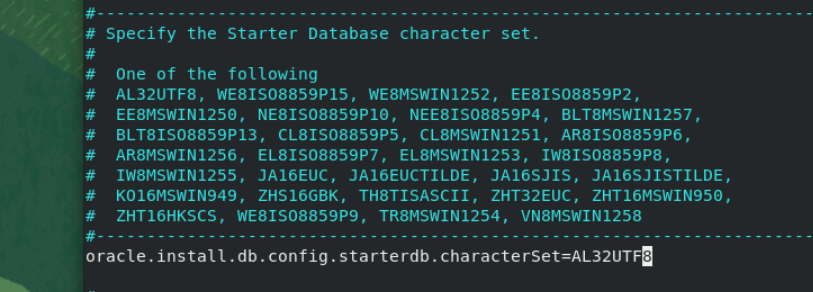 #-----------------------------------------------------------------------
# Specify the Starter Database character set.
#
#  One of the following
#  AL32UTF8, WE8ISO8859P15, WE8MSWIN1252, EE8ISO8859P2,
#  EE8MSWIN1250, NE8ISO8859P10, NEE8ISO8859P4, BLT8MSWIN1257,
#  BLT8ISO8859P13, CL8ISO8859P5, CL8MSWIN1251, AR8ISO8859P6,
#  AR8MSWIN1256, EL8ISO8859P7, EL8MSWIN1253, IW8ISO8859P8,
#  IW8MSWIN1255, JA16EUC, JA16EUCTILDE, JA16SJIS, JA16SJISTILDE,
#  KO16MSWIN949, ZHS16GBK, TH8TISASCII, ZHT32EUC, ZHT16MSWIN950,
#  ZHT16HKSCS, WE8ISO8859P9, TR8MSWIN1254, VN8MSWIN1258
#-----------------------------------------------------------------------
oracle.install.db.config.starterdb.characterSet=AL32UTF8